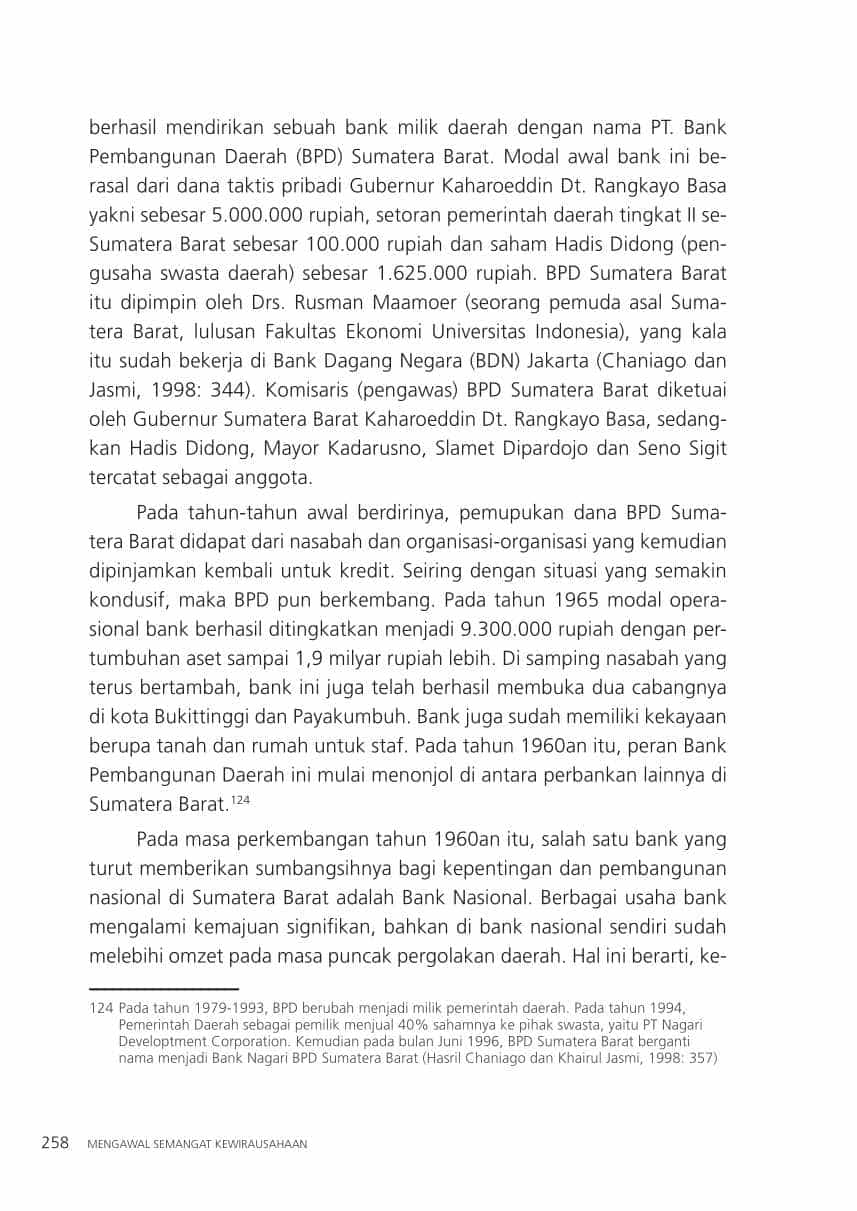 berhasil mendirikan sebuah bank milik daerah dengan nama PT. Bank
Pembangunan Daerah (BPD) Sumatera Barat. Modal awal bank ini be-
rasal dari dana taktis pribadi Gubernur Kaharoeddin Dt. Rangkayo Basa
yakni sebesar 5.000.000 rupiah, setoran pemerintah daerah tingkat II se-
Sumatera Barat sebesar 100.000 rupiah dan saham Hadis Didong (pen-
gusaha swasta daerah) sebesar 1.625.000 rupiah. BPD Sumatera Barat
itu dipimpin oleh Drs. Rusman Maamoer (seorang pemuda asal Suma-
tera Barat, lulusan Fakultas Ekonomi Universitas Indonesia), yang kala
itu sudah bekerja di Bank Dagang Negara (BDN) Jakarta (Chaniago dan
Jasmi, 1998: 344). Komisaris (pengawas) BPD Sumatera Barat diketuai
oleh Gubernur Sumatera Barat Kaharoeddin Dt. Rangkayo Basa, sedang-
kan Hadis Didong, Mayor Kadarusno, Slamet Dipardojo dan Seno Sigit
tercatat sebagai anggota.
Pada tahun-tahun awal berdirinya, pemupukan dana BPD Suma-
tera Barat didapat dari nasabah dan organisasi-organisasi yang kemudian
dipinjamkan kembali untuk kredit. Seiring dengan situasi yang semakin
kondusif, maka BPD pun berkembang. Pada tahun 1965 modal opera-
sional bank berhasil ditingkatkan menjadi 9.300.000 rupiah dengan per-
tumbuhan aset sampai 1,9 milyar rupiah lebih. Di samping nasabah yang
terus bertambah, bank ini juga telah berhasil membuka dua cabangnya
di kota Bukittinggi dan Payakumbuh. Bank juga sudah memiliki kekayaan
berupa tanah dan rumah untuk staf. Pada tahun 1960an itu, peran Bank
Pembangunan Daerah ini mulai menonjol di antara perbankan lainnya di
Sumatera Barat.124
Pada masa perkembangan tahun 1960an itu, salah satu bank yang
turut memberikan sumbangsihnya bagi kepentingan dan pembangunan
nasional di Sumatera Barat adalah Bank Nasional. Berbagai usaha bank
mengalami kemajuan signifikan, bahkan di bank nasional sendiri sudah
melebihi omzet pada masa puncak pergolakan daerah. Hal ini berarti, ke-
124 Pada tahun 1979-1993, BPD berubah menjadi milik pemerintah daerah. Pada tahun 1994,
Pemerintah Daerah sebagai pemilik menjual 40% sahamnya ke pihak swasta, yaitu PT Nagari
Developtment Corporation. Kemudian pada bulan Juni 1996, BPD Sumatera Barat berganti
nama menjadi Bank Nagari BPD Sumatera Barat (Hasril Chaniago dan Khairul Jasmi, 1998: 357)
258 MENGAWAL SEMANGAT KEWIRAUSAHAAN